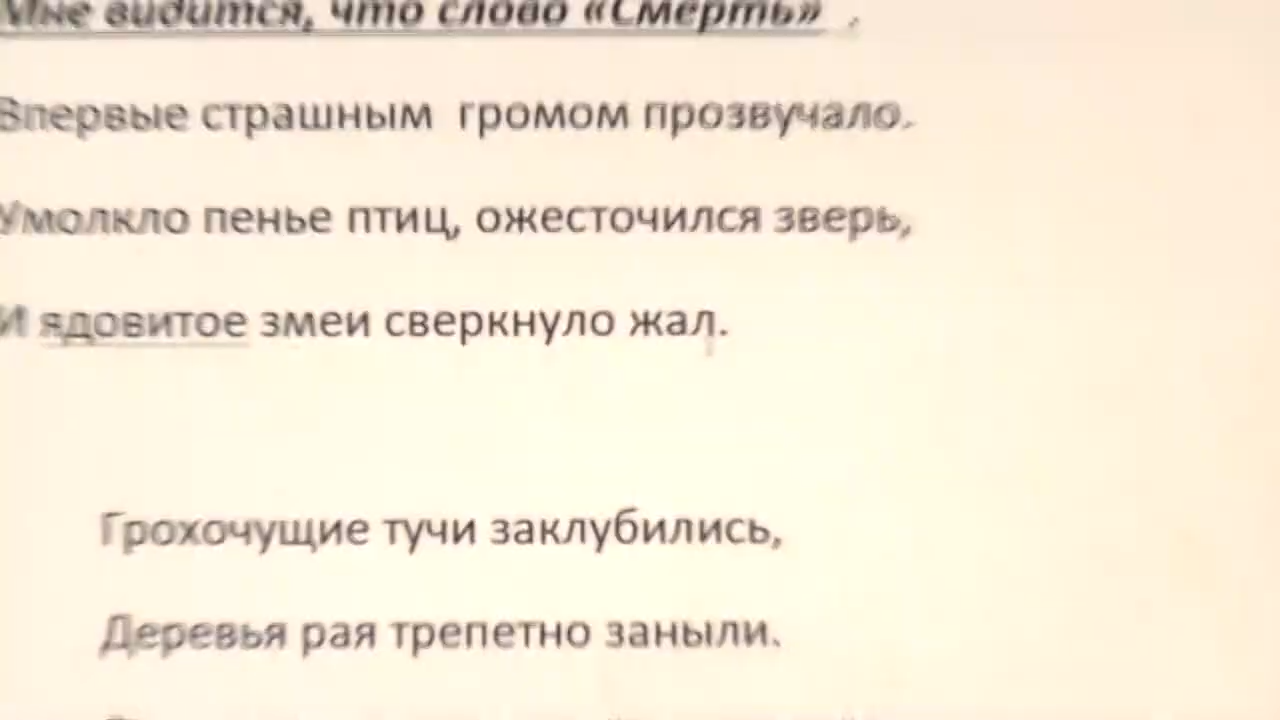 Мне видится, что слово «Смерть» .
Впервые страшным громом прозвучало.
Умолкло пенье птиц, ожесточился зверь,
И ядовитое змеи сверкнуло жал.
Грохочущие тучи заклубились,
Деревья рая трепетно заныли.